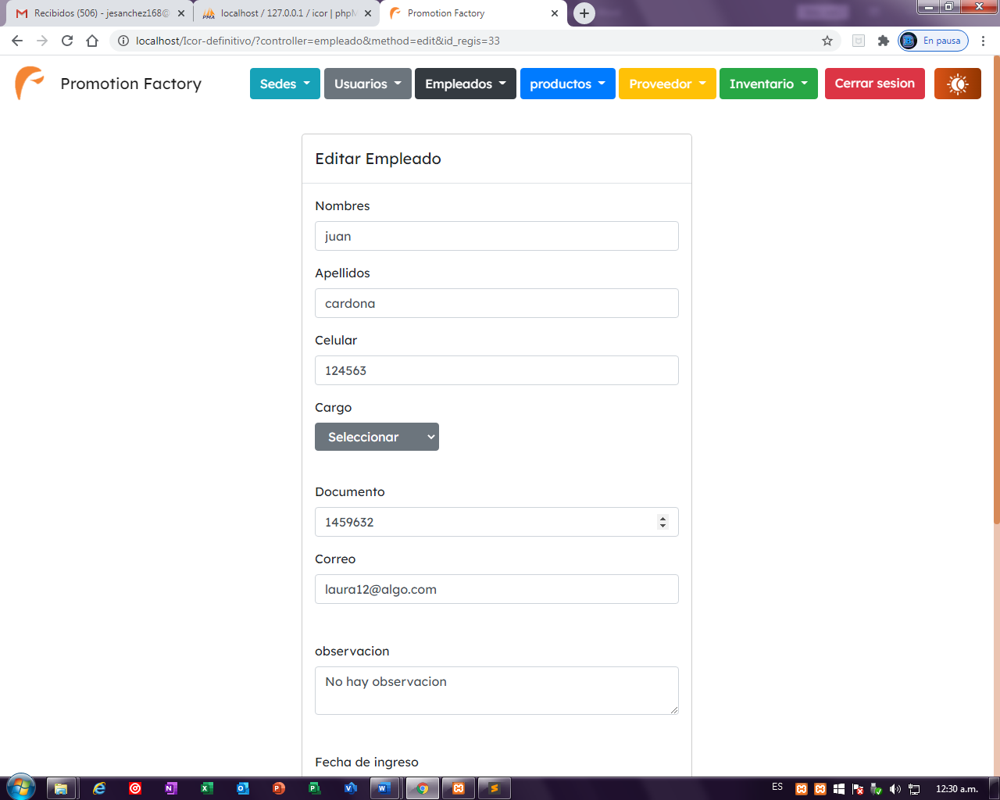 Recibidos (506) - jesanchez168@
localhost / 127.0.0.1 / icor | phpM
Promotion Factory
localhost/Icor-definitivo/?controller=empleado&method=edit&id_regis=33
En pausa
Promotion Factory
Sedes
Usuarios
Empleados
productos
Proveedor
Inventario
Cerrar sesion
Editar Empleado
Nombres
juan
Apellidos
cardona
Celular
124563
Cargo
Seleccionar
Documento
1459632
Correo
laura12@algo.com
observacion
No hay observacion
Fecha de ingreso
ES
12:30 a.m.